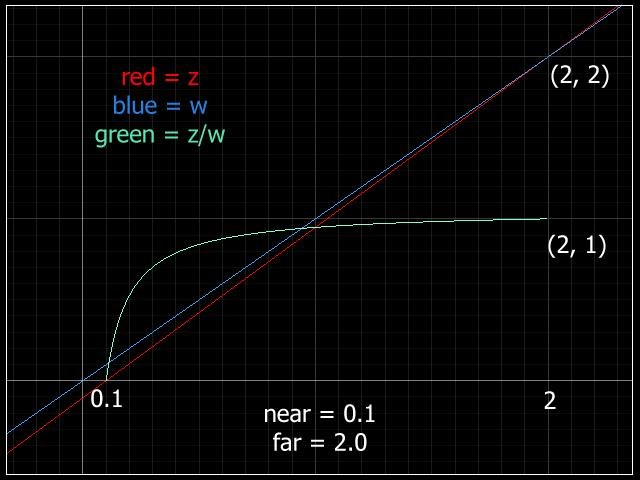 red = z
blue = w
green = z/w
(2, 2)
(2, 1)
0.1
2
near = 0.1
far = 2.0